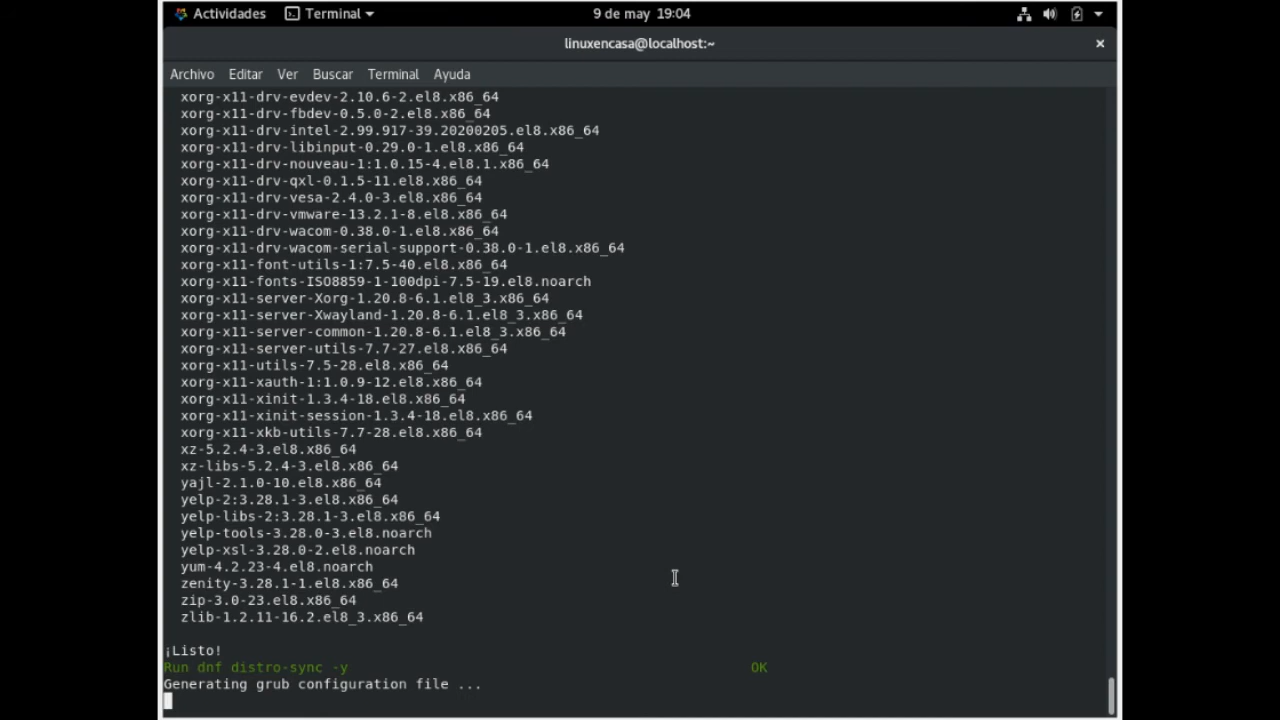 Actividades Terminal 9 de may 19:04
linuxencasa@localhost:~ ×
Archivo Editar Ver Buscar Terminal Ayuda
xorg-x11-drv-evdev-2.10.6-2.el8.x86_64
xorg-x11-drv-fbdev-0.5.0-2.el8.x86_64
xorg-x11-drv-intel-2.99.917-39.20200205.el8.x86_64
xorg-x11-drv-libinput-0.29.0-1.el8.x86_64
xorg-x11-drv-nouveau-1:1.0.15-4.el8.1.x86_64
xorg-x11-drv-qxl-0.1.5-11.el8.x86_64
xorg-x11-drv-vesa-2.4.0-3.el8.x86_64
xorg-x11-drv-vmware-13.2.1-8.el8.x86_64
xorg-x11-drv-wacom-0.38.0-1.el8.x86_64
xorg-x11-drv-wacom-serial-support-0.38.0-1.el8.x86_64
xorg-x11-font-utils-1:7.5-40.el8.x86_64
xorg-x11-fonts-ISO8859-1-100dpi-7.5-19.el8.noarch
xorg-x11-server-Xorg-1.20.8-6.1.el8_3.x86_64
xorg-x11-server-Xwayland-1.20.8-6.1.el8_3.x86_64
xorg-x11-server-common-1.20.8-6.1.el8_3.x86_64
xorg-x11-server-utils-7.7-27.el8.x86_64
xorg-x11-utils-7.5-28.el8.x86_64
xorg-x11-xauth-1:1.0.9-12.el8.x86_64
xorg-x11-xinit-1.3.4-18.el8.x86_64
xorg-x11-xinit-session-1.3.4-18.el8.x86_64
xorg-x11-xkb-utils-7.7-28.el8.x86_64
xz-5.2.4-3.el8.x86_64
xz-libs-5.2.4-3.el8.x86_64
yajl-2.1.0-10.el8.x86_64
yelp-2:3.28.1-3.el8.x86_64
yelp-libs-2:3.28.1-3.el8.x86_64
yelp-tools-3.28.0-3.el8.noarch
yelp-xsl-3.28.0-2.el8.noarch
yum-4.2.23-4.el8.noarch
zenity-3.28.1-1.el8.x86_64
zip-3.0-23.el8.x86_64
zlib-1.2.11-16.2.el8_3.x86_64
¡Listo!
Run dnf distro-sync -y OK
Generating grub configuration file ...